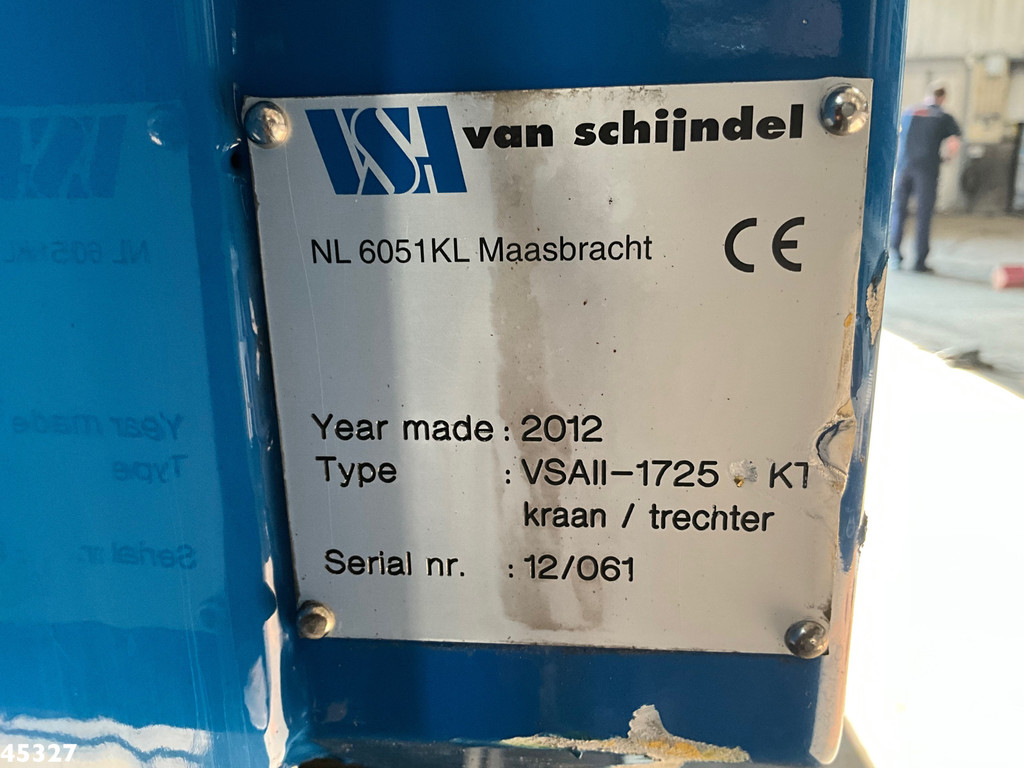 VSA van schijndel
NL 6051KL Maasbracht CE
Year made : 2012
Type : VSAII-1725 KT
kraan / trechter
Serial nr. : 12/061
45327